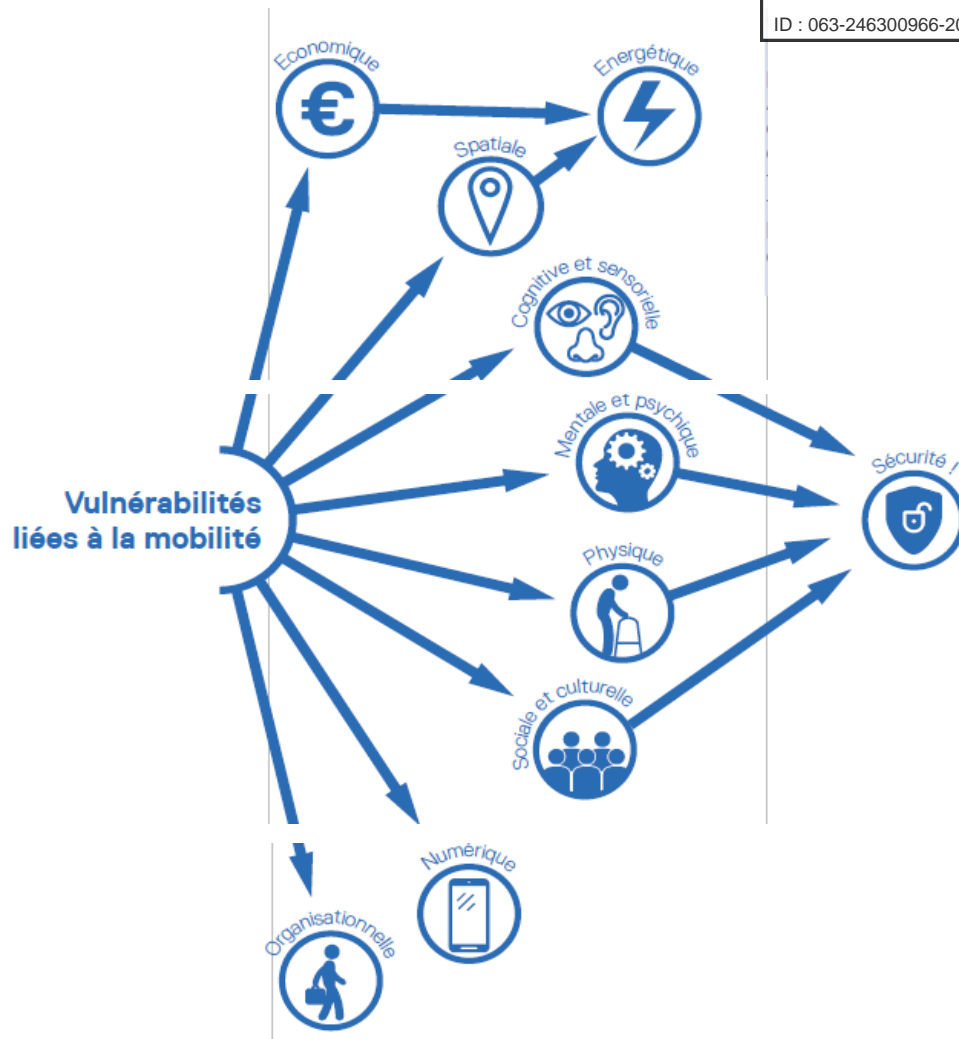 ID : 063-246300966-20
Economique
€
Energétique
Spatiale
Cognitive et sensorielle
Mentale et psychique
Sécurité !
Vulnérabilités
liées à la mobilité
Physique
Sociale et culturelle
Numérique
Organisationnelle